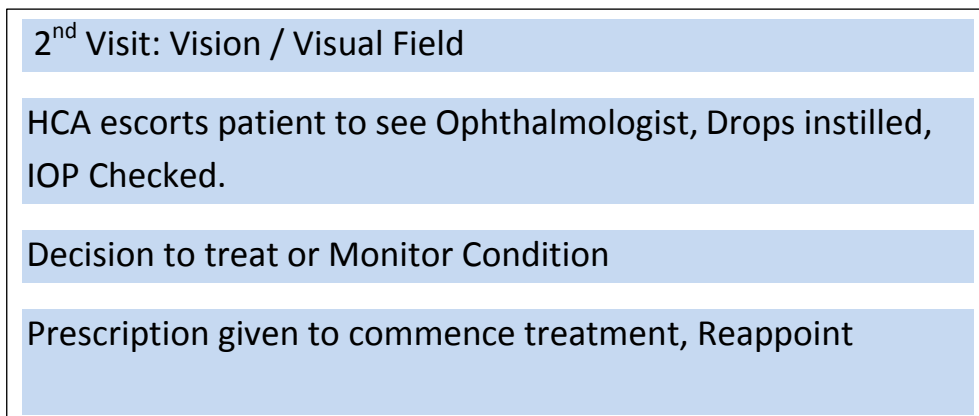 2nd Visit: Vision / Visual Field
HCA escorts patient to see Ophthalmologist, Drops instilled,
IOP Checked.
Decision to treat or Monitor Condition
Prescription given to commence treatment, Reappoint